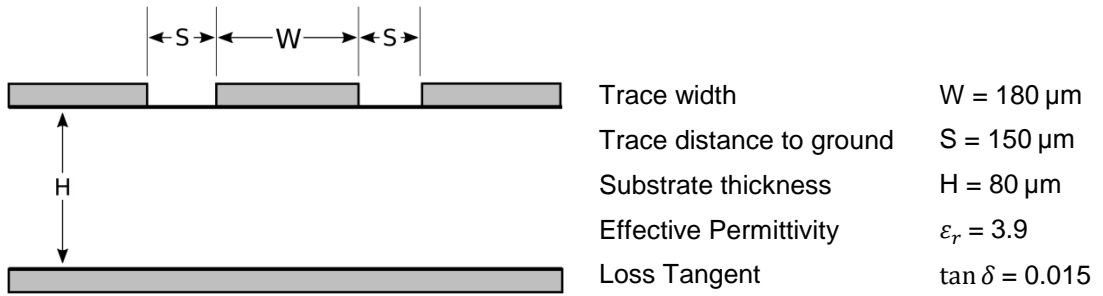 S W S
H
Trace width W = 180 µm
Trace distance to ground S = 150 µm
Substrate thickness H = 80 µm
Effective Permittivity 𝜀𝑟 = 3.9
Loss Tangent tan 𝛿 = 0.015